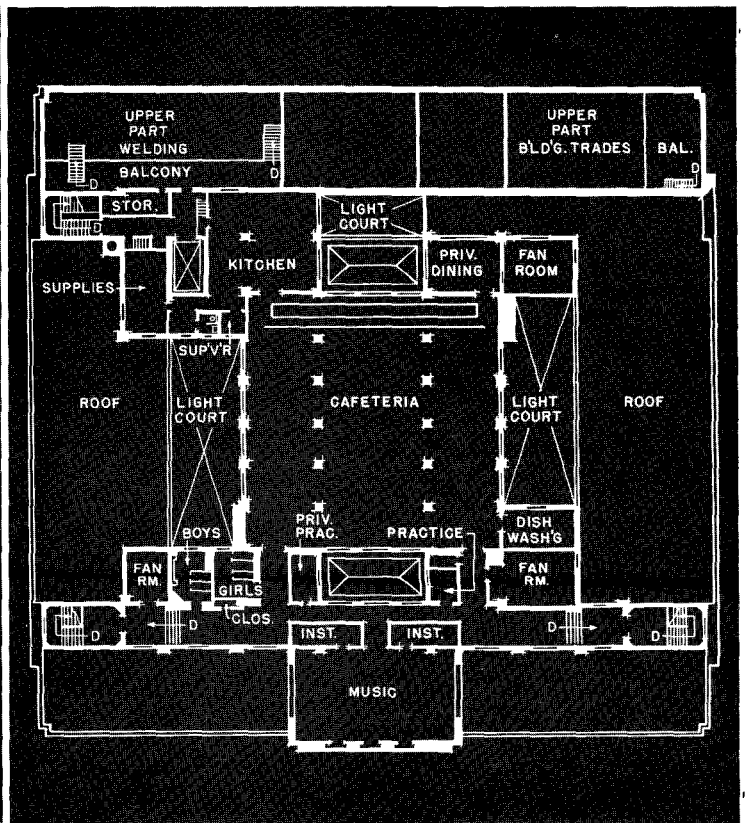 UPPER
PART
WELDING
BALCONY
D
D
UPPER
PART
B'L'D'G. TRADES
BAL.
D
STOR.
D
LIGHT
COURT
KITCHEN
PRIV.
DINING
FAN
ROOM
SUPPLIES
SUP'V'R
ROOF
LIGHT
COURT
CAFETERIA
LIGHT
COURT
ROOF
BOYS
PRIV.
PRAC.
PRACTICE
DISH
WASH'G
FAN
RM.
GIRLS
FAN
RM.
CLOS.
D
D
INST.
INST.
D
D
MUSIC